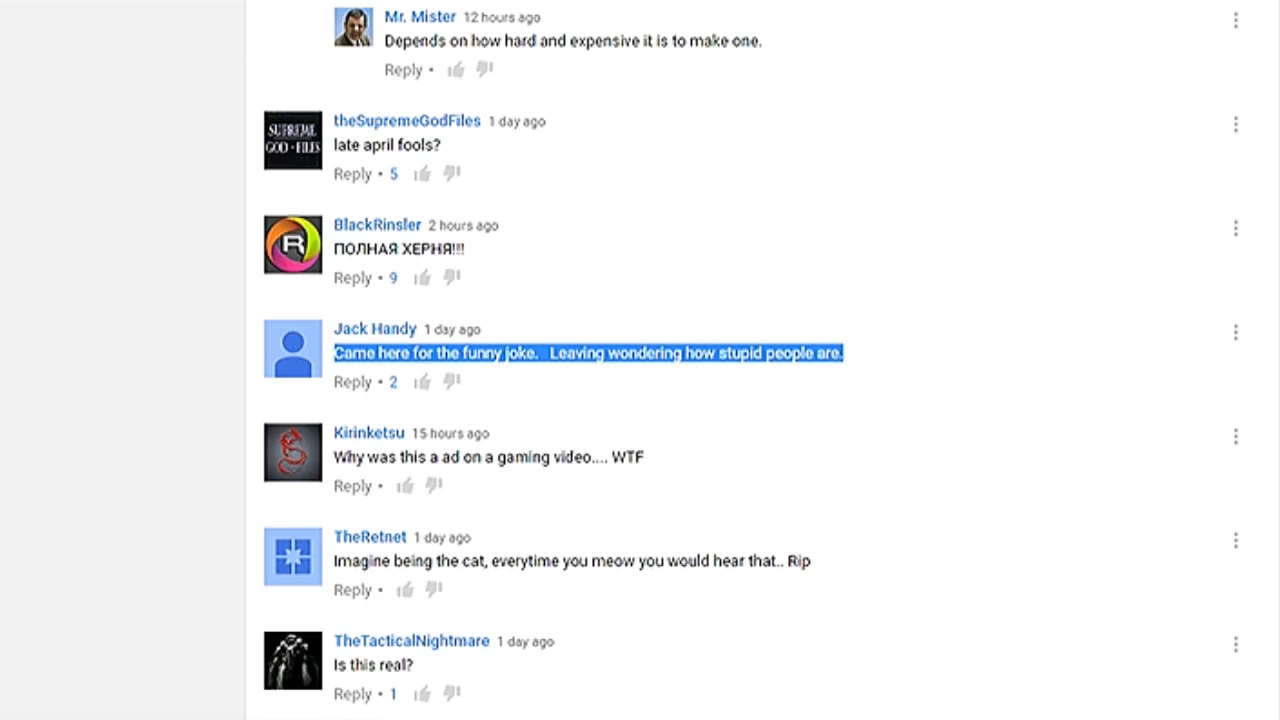 Mr. Mister 12 hours ago
Depends on how hard and expensive it is to make one.
Reply •
SUPREME
GOD-FILES
theSupremeGodFiles 1 day ago
late april fools?
Reply • 5
R
BlackRinsler 2 hours ago
ПОЛНАЯ ХЕРНЯ!!!
Reply • 9
Jack Handy 1 day ago
Came here for the funny joke. Leaving wondering how stupid people are.
Reply • 2
Kirinketsu 15 hours ago
Why was this a ad on a gaming video.... WTF
Reply •
TheRetnet 1 day ago
Imagine being the cat, everytime you meow you would hear that.. Rip
Reply •
TheTacticalNightmare 1 day ago
Is this real?
Reply • 1